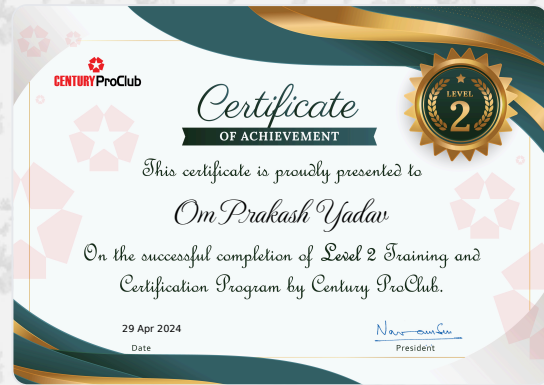 CENTURY ProClub
Certificate
OF ACHIEVEMENT
LEVEL
2
This certificate is proudly presented to
Om Prakash Yadav
On the successful completion of Level 2 Training and
Certification Program by Century ProClub.
29 Apr 2024
Date
President